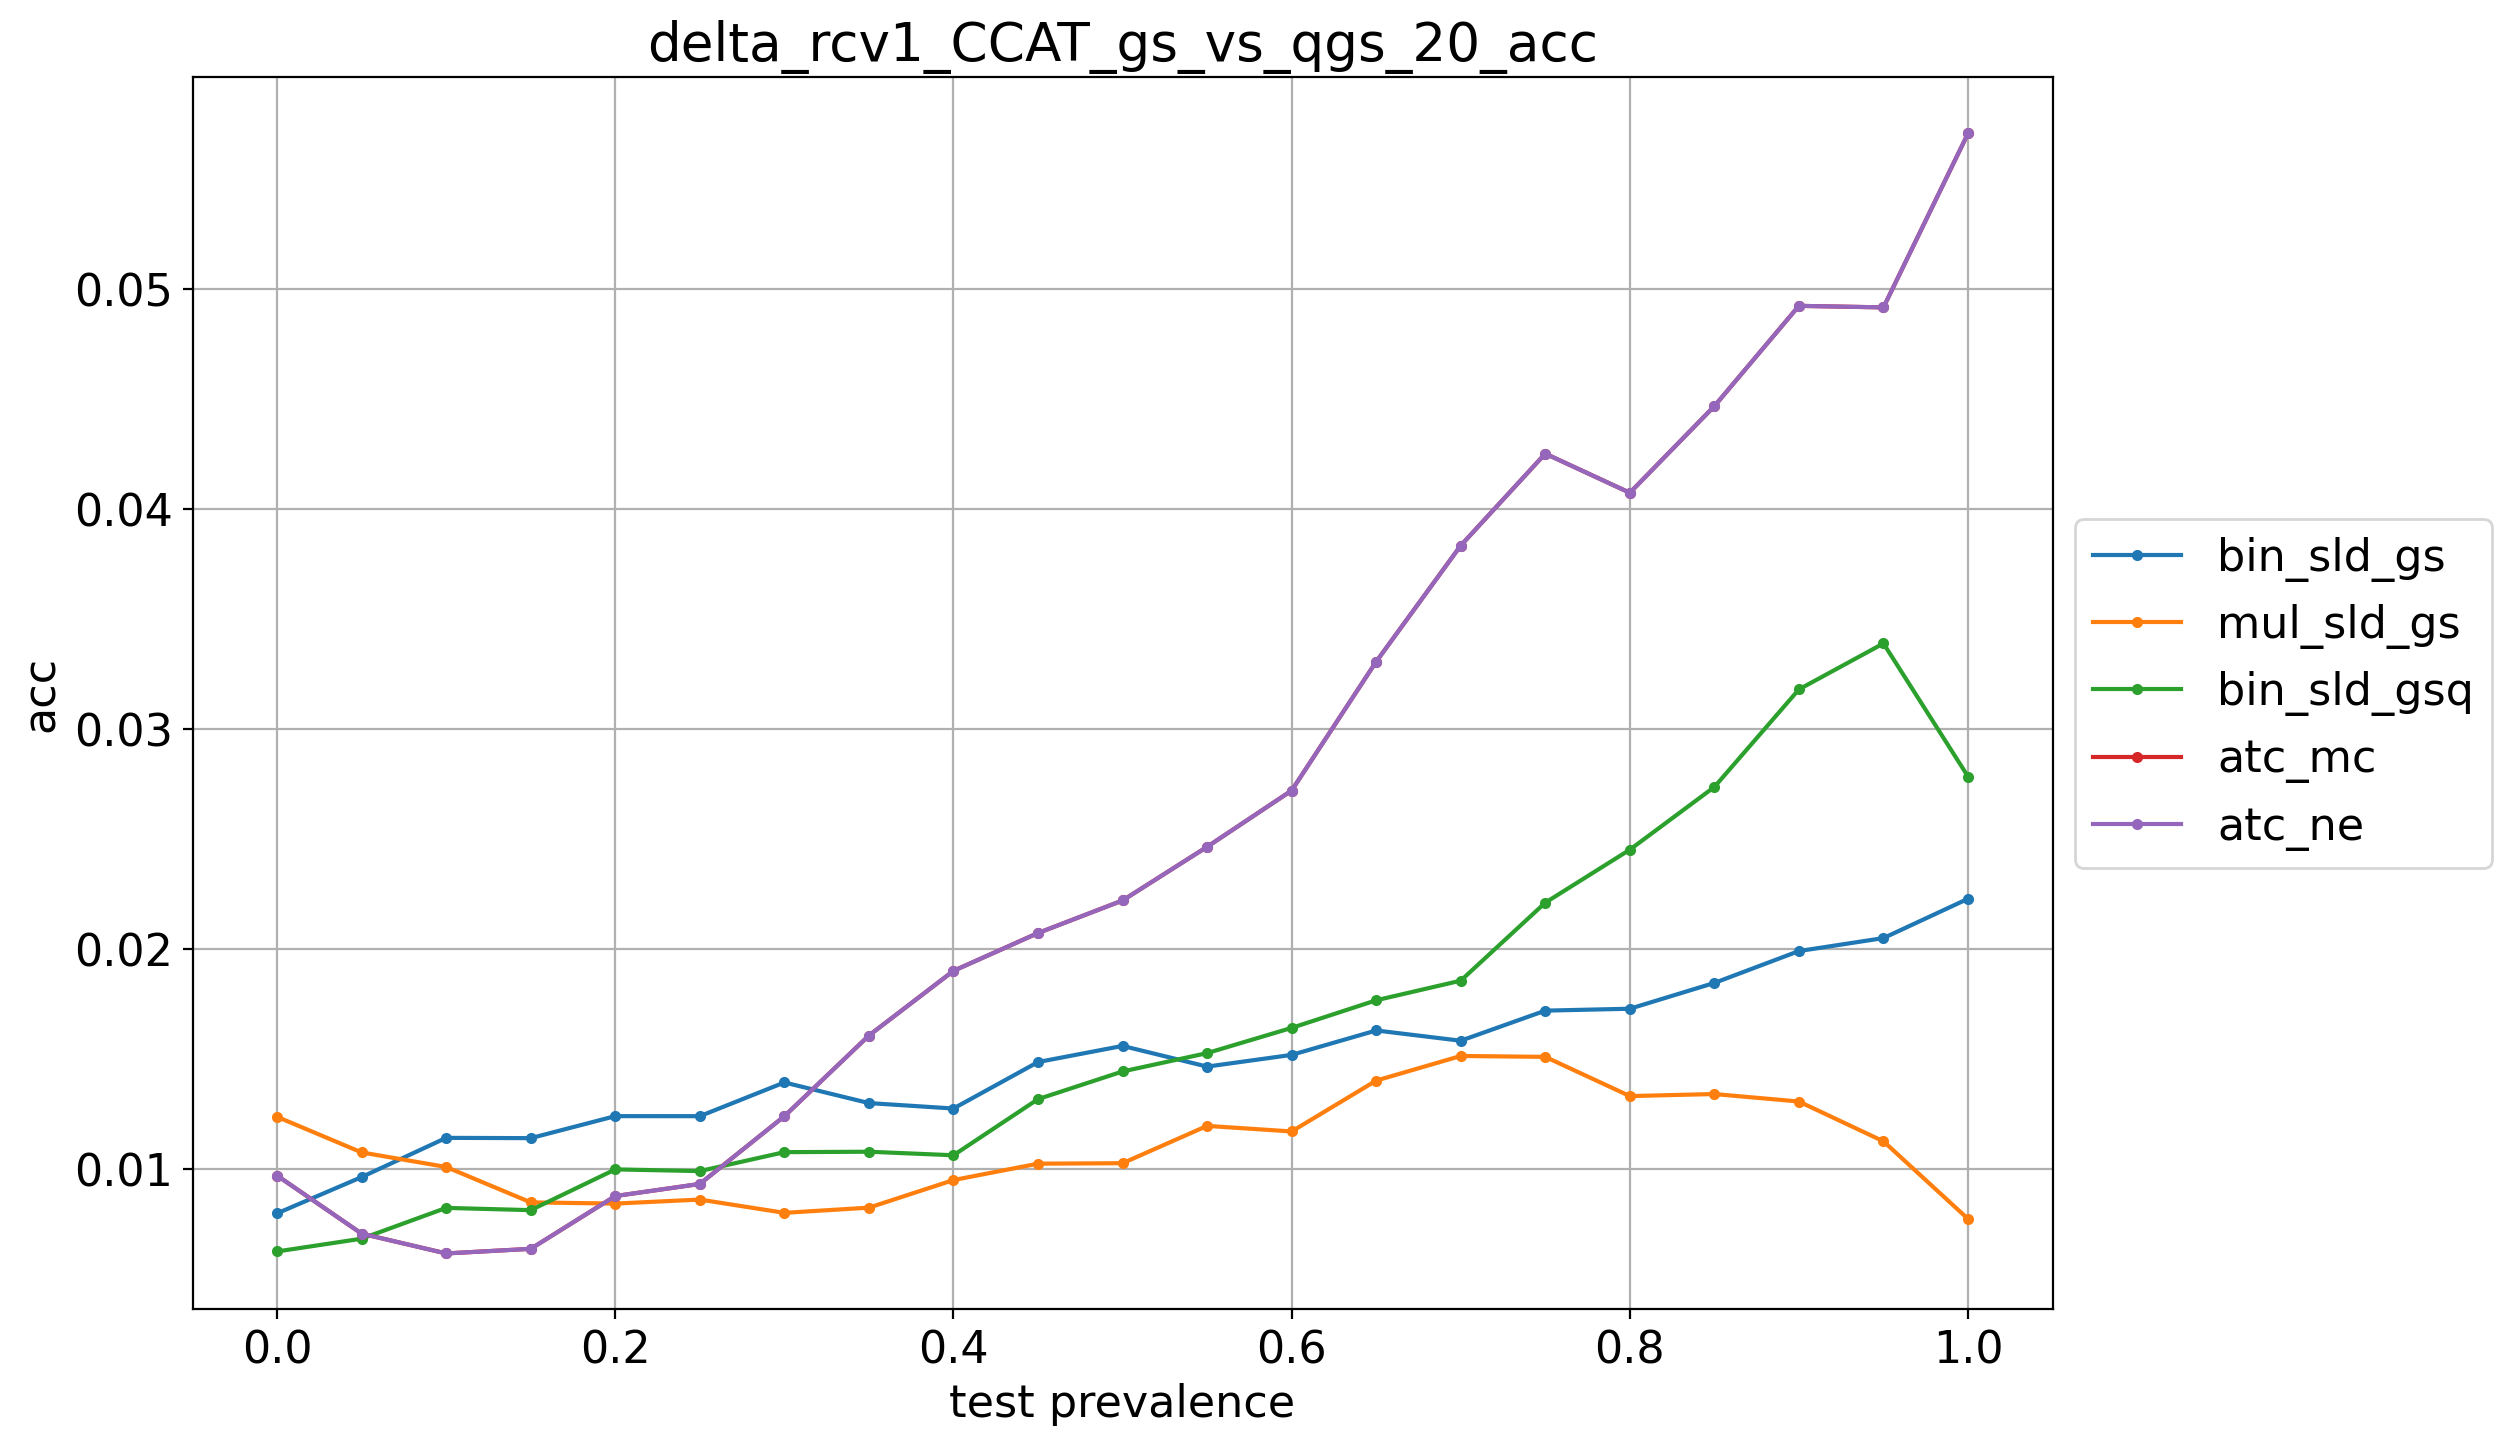 delta_rcv1_CCAT_gs_vs_qgs_20_acc
acc
0.05
0.04
0.03
0.02
0.01
0.0 0.2 0.4 0.6 0.8 1.0
test prevalence
bin_sld_gs
mul_sld_gs
bin_sld_gsq
atc_mc
atc_ne